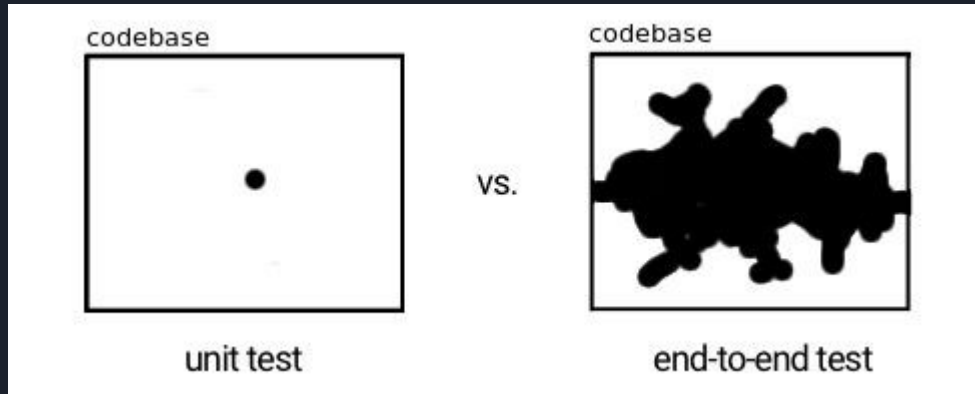 codebase
codebase
vs.
unit test
end-to-end test